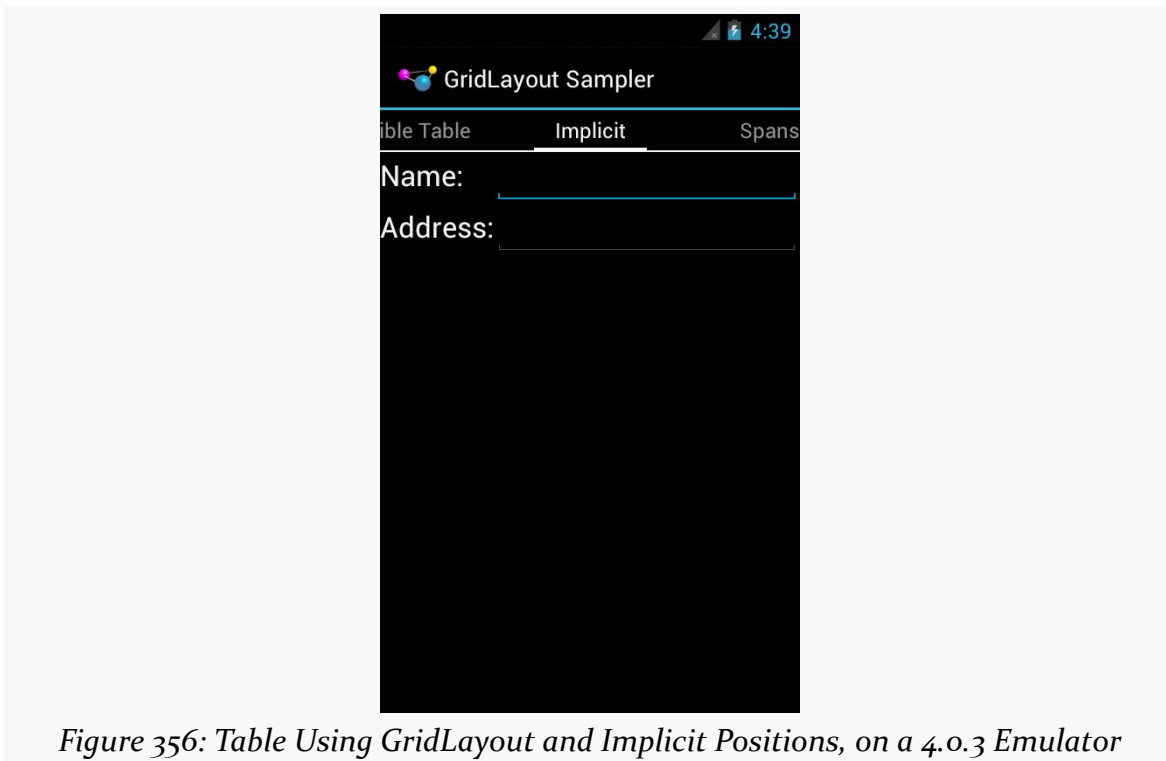 4:39
GridLayout Sampler
ible Table Implicit Spans
Name:
Address:
Figure 356: Table Using GridLayout and Implicit Positions, on a 4.0.3 Emulator